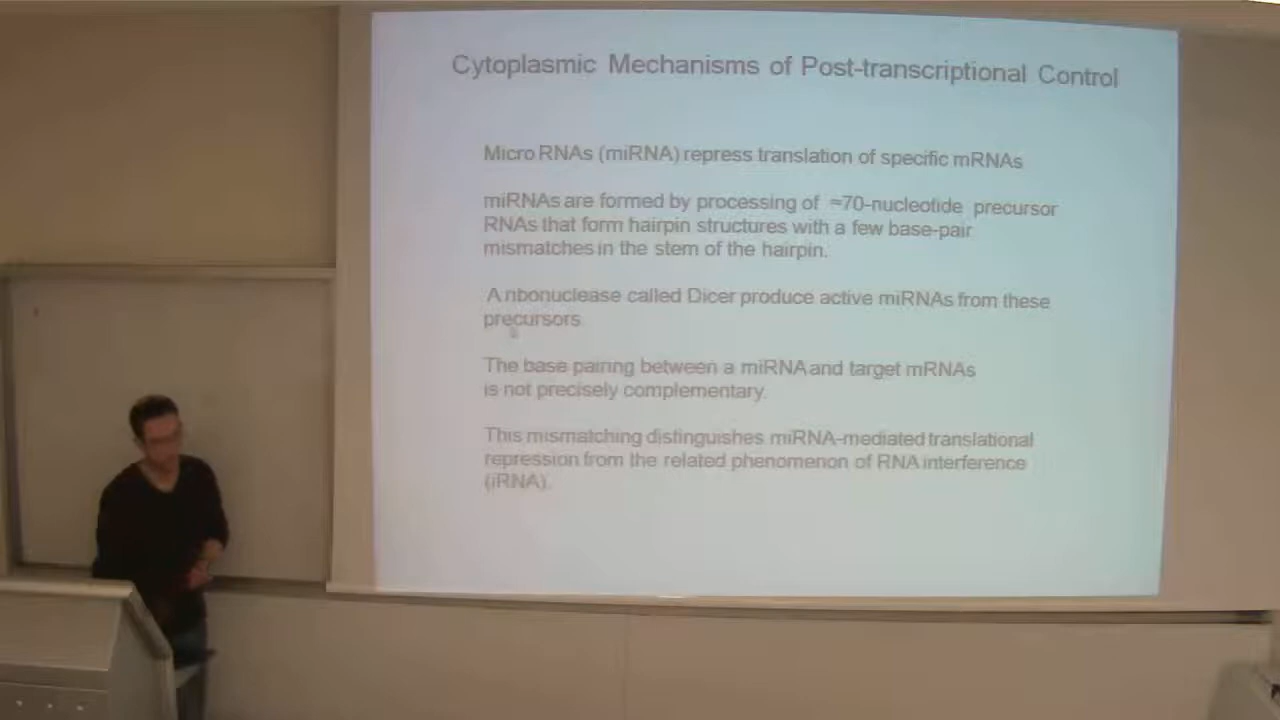 Cytoplasmic Mechanisms of Post-transcriptional Control
Micro RNAs (miRNA) repress translation of specific mRNAs
miRNAs are formed by processing of ≈70-nucleotide precursor
RNAs that form hairpin structures with a few base-pair
mismatches in the stem of the hairpin.
A ribonuclease called Dicer produce active miRNAs from these
precursors
The base pairing between a miRNA and target mRNAs
is not precisely complementary.
This mismatching distinguishes miRNA-mediated translational
repression from the related phenomenon of RNA interference
(iRNA).